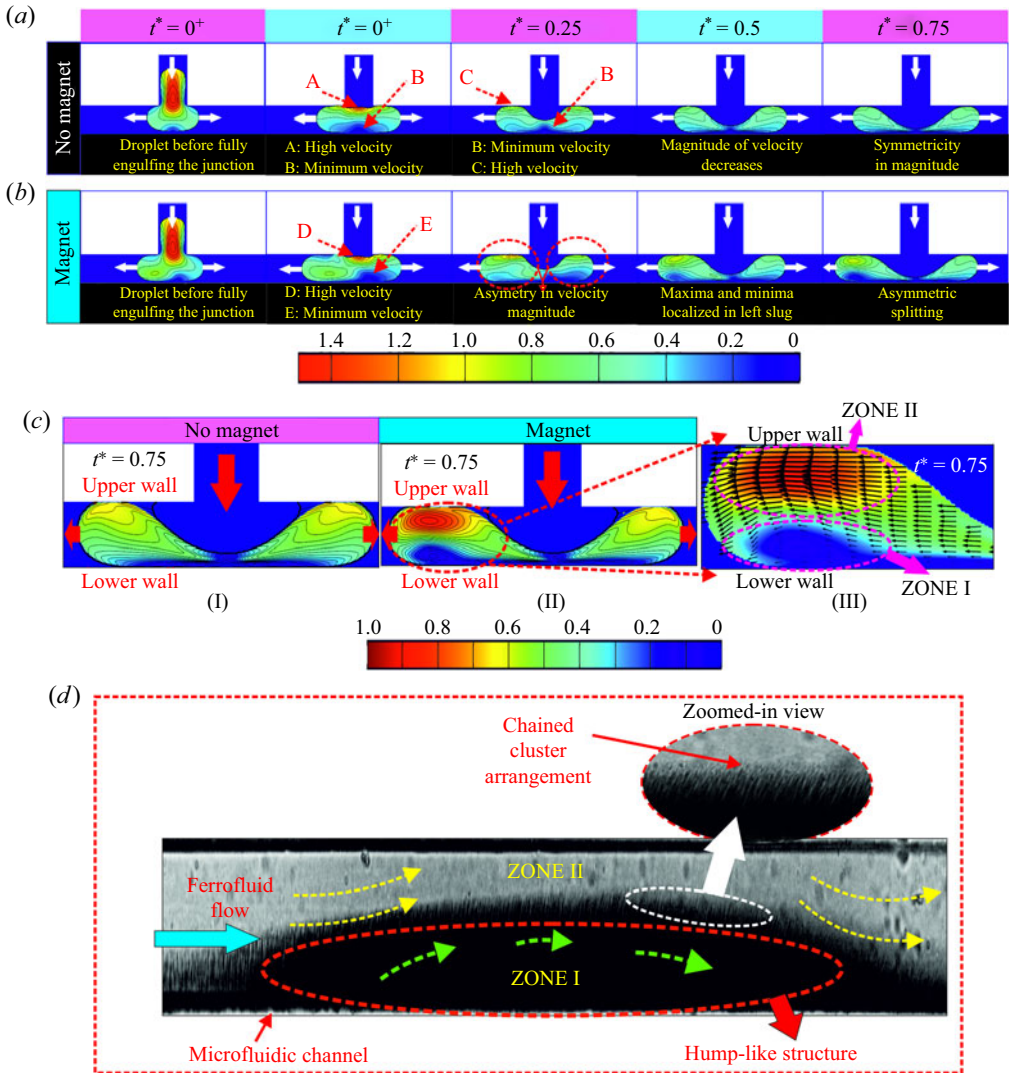 (a)
t* = 0+
t* = 0+
t* = 0.25
t* = 0.5
t* = 0.75
No magnet
A
B
C
B
Droplet before fully
engulfing the junction
A: High velocity
B: Minimum velocity
B: Minimum velocity
C: High velocity
Magnitude of velocity
decreases
Symmetricity
in magnitude
(b)
Magnet
D
E
Droplet before fully
engulfing the junction
D: High velocity
E: Minimum velocity
Asymetry in velocity
magnitude
Maxima and minima
localized in left slug
Asymmetric
splitting
1.4 1.2 1.0 0.8 0.6 0.4 0.2 0
(c)
No magnet
Magnet
ZONE II
Upper wall
t* = 0.75
Upper wall
t* = 0.75
Upper wall
t* = 0.75
Lower wall
Lower wall
Lower wall
ZONE I
(I)
(II)
(III)
1.0 0.8 0.6 0.4 0.2 0
(d)
Zoomed-in view
Chained
cluster
arrangement
ZONE II
Ferrofluid
flow
ZONE I
Microfluidic channel
Hump-like structure